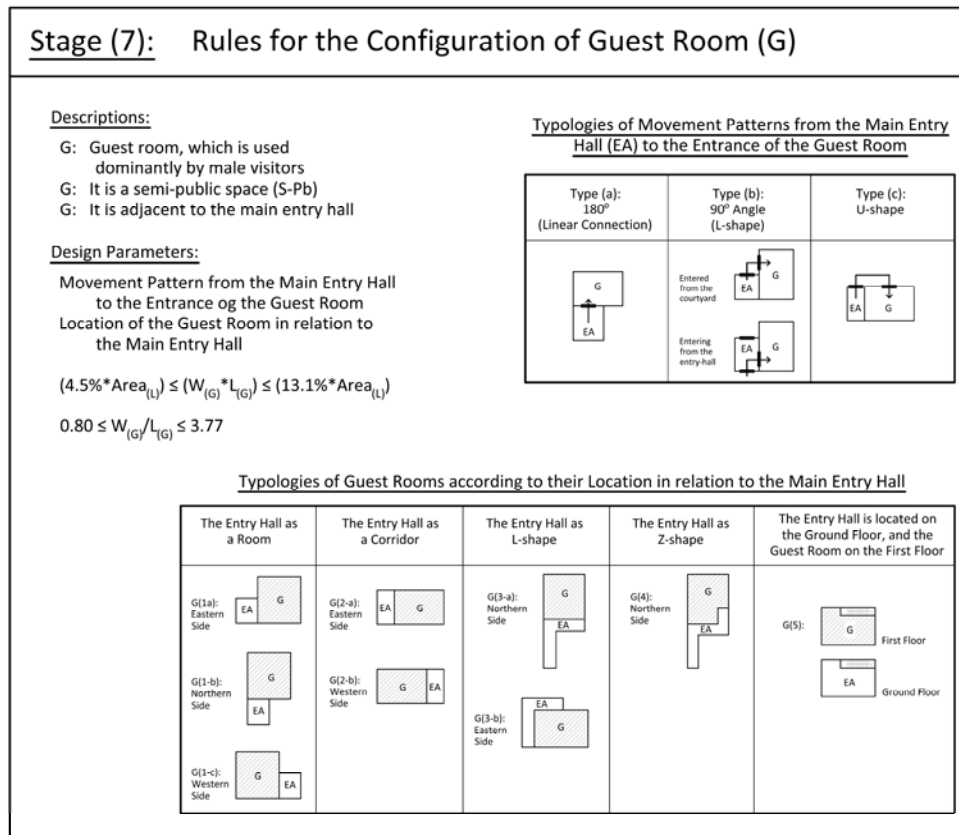 Stage (7): Rules for the Configuration of Guest Room (G)
Descriptions:
G: Guest room, which is used
dominantly by male visitors
G: It is a semi-public space (S-Pb)
G: It is adjacent to the main entry hall
Design Parameters:
Movement Pattern from the Main Entry Hall
to the Entrance og the Guest Room
Location of the Guest Room in relation to
the Main Entry Hall
(4.5%*Area(L)) ≤ (W(G)*L(G)) ≤ (13.1%*Area(L))
0.80 ≤ W(G)/L(G) ≤ 3.77
Typologies of Movement Patterns from the Main Entry
Hall (EA) to the Entrance of the Guest Room
Type (a):
180°
(Linear Connection)
G
EA
Type (b):
90° Angle
(L-shape)
Entered
from the
courtyard
EA
G
Entering
from the
entry-hall
EA
G
Type (c):
U-shape
EA
G
Typologies of Guest Rooms according to their Location in relation to the Main Entry Hall
The Entry Hall as
a Room
G(1a):
Eastern
Side
EA
G
G(1-b):
Northern
Side
G
EA
G(1-c):
Western
Side
G
EA
The Entry Hall as
a Corridor
G(2-a):
Eastern
Side
EA
G
G(2-b):
Western
Side
G
EA
The Entry Hall as
L-shape
G(3-a):
Northern
Side
G
EA
G(3-b):
Eastern
Side
EA
G
The Entry Hall as
Z-shape
G(4):
Northern
Side
G
EA
The Entry Hall is located on
the Ground Floor, and the
Guest Room on the First Floor
G(5):
G
First Floor
EA
Ground Floor